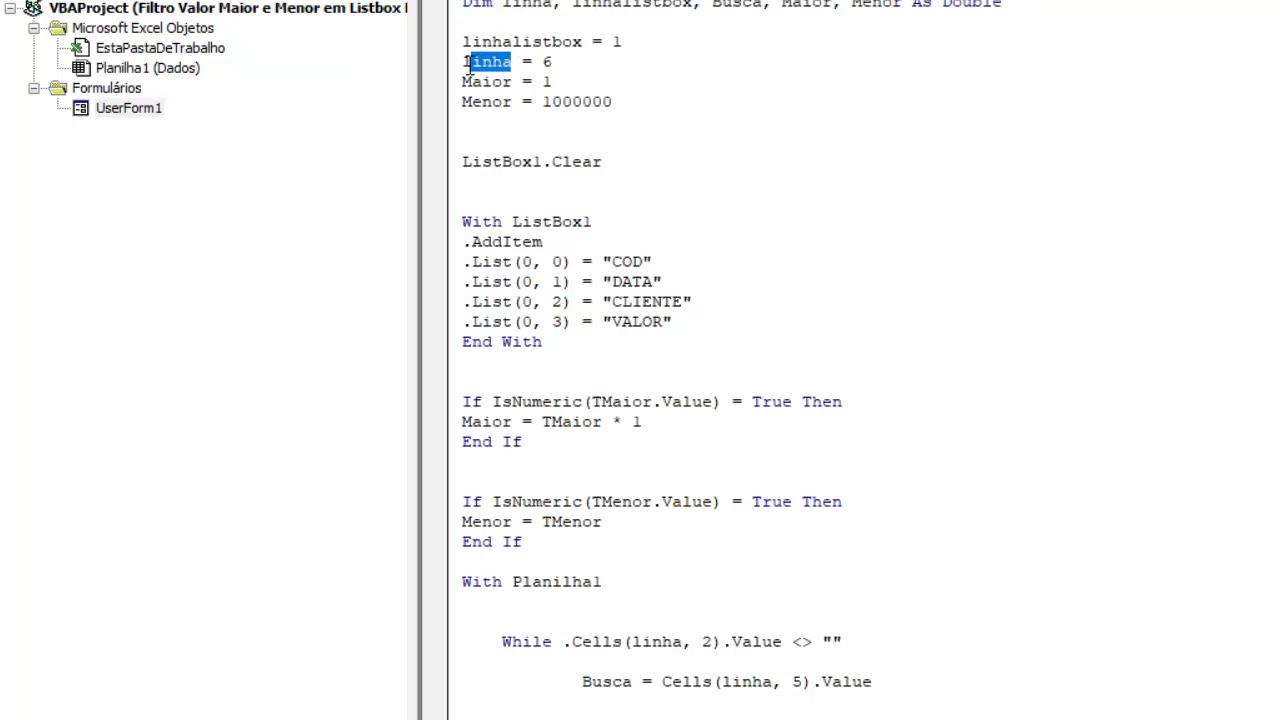 VBAProject (Filtro Valor Maior e Menor em Listbox
Microsoft Excel Objetos
EstaPastaDeTrabalho
Planilha1 (Dados)
Formulários
UserForm1
Dim linha, linhalistbox, Busca, Maior, Menor As Double
linhalistbox = 1
linha = 6
Maior = 1
Menor = 1000000
ListBox1.Clear
With ListBox1
.AddItem
.List(0, 0) = "COD"
.List(0, 1) = "DATA"
.List(0, 2) = "CLIENTE"
.List(0, 3) = "VALOR"
End With
If IsNumeric(TMaior.Value) = True Then
Maior = TMaior * 1
End If
If IsNumeric(TMenor.Value) = True Then
Menor = TMenor
End If
With Planilha1
While .Cells(linha, 2).Value <> ""
Busca = Cells(linha, 5).Value